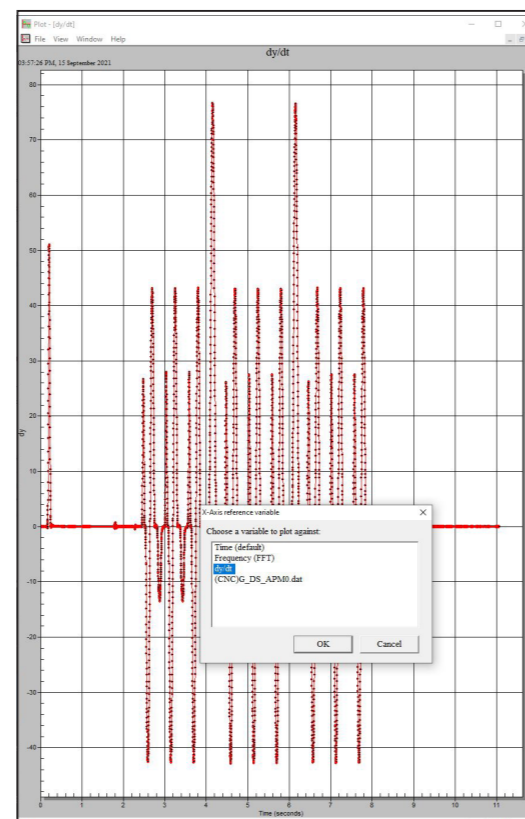 Plot - [dy/dt]
File View Window Help
dy/dt
03:57:26 PM, 15 September 2021
80
70
60
50
40
30
20
10
0
-10
-20
-30
-40
dy
X-Axis reference variable
Choose a variable to plot against:
Time (default)
Frequency (FFT)
dy/dt
(CNC)G_DS_APM0.dat
OK Cancel
0 1 2 3 4 5 6 7 8 9 10 11
Time (seconds)